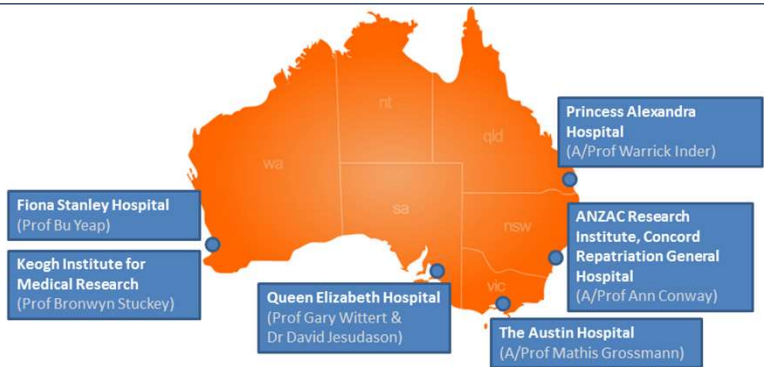 nt
qld
wa
sa
nsw
vic
Princess Alexandra
Hospital
(A/Prof Warrick Inder)
Fiona Stanley Hospital
(Prof Bu Yeap)
Keogh Institute for
Medical Research
(Prof Bronwyn Stuckey)
ANZAC Research
Institute, Concord
Repatriation General
Hospital
(A/Prof Ann Conway)
Queen Elizabeth Hospital
(Prof Gary Wittert &
Dr David Jesudason)
The Austin Hospital
(A/Prof Mathis Grossmann)